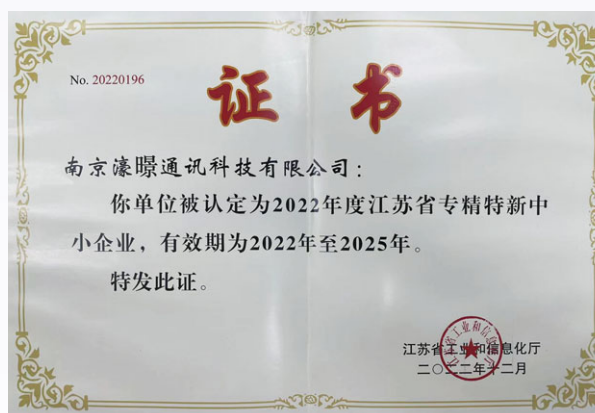 No. 20220196
证 书
南京濠暻通讯科技有限公司：
你单位被认定为2022年度江苏省专精特新中
小企业，有效期为2022年至2025年。
特发此证。
江苏省工业和信息化厅
二〇二二年十二月